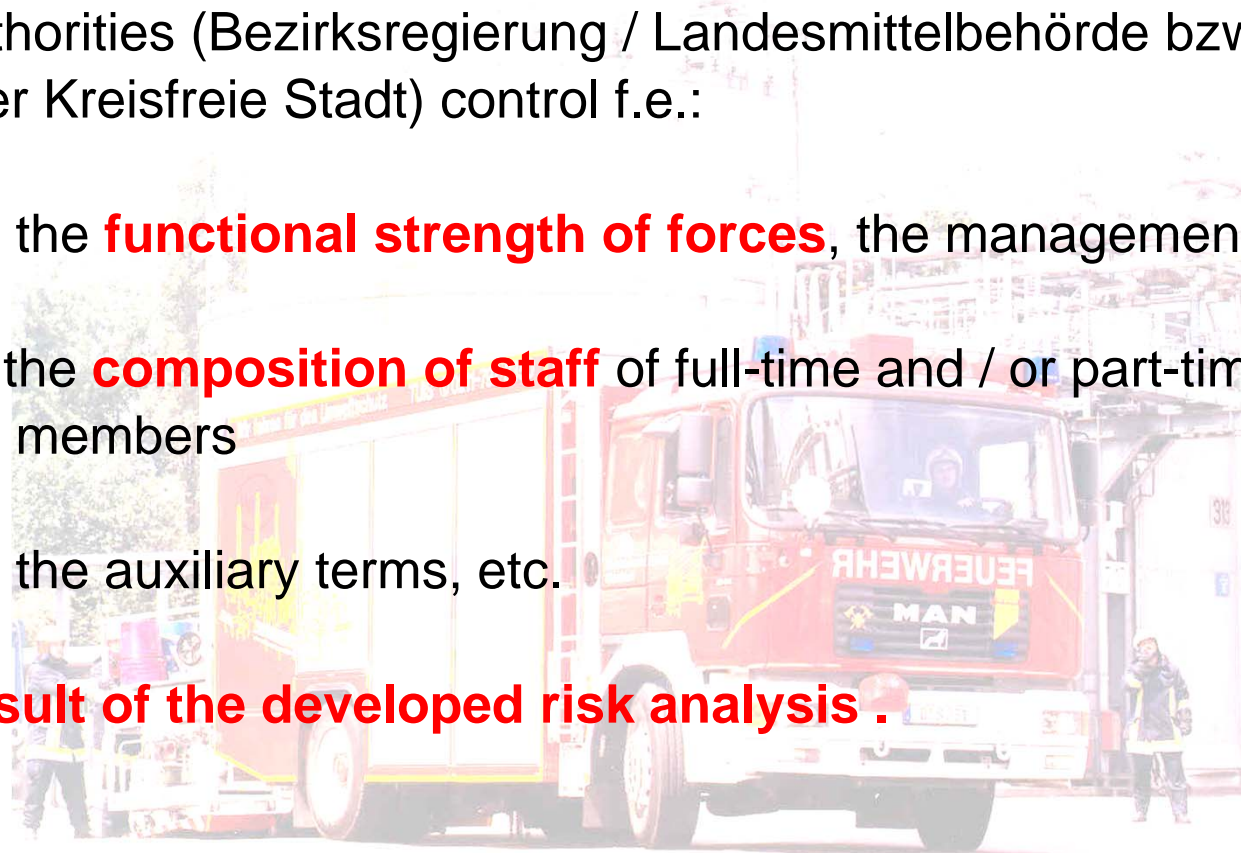 thorities (Bezirksregierung / Landesmittelbehörde bzw
er Kreisfreie Stadt) control f.e.:
the functional strength of forces, the managemen
the composition of staff of full-time and / or part-tim
members
the auxiliary terms, etc.
sult of the developed risk analysis .
FEUERWEHR
MAN
313